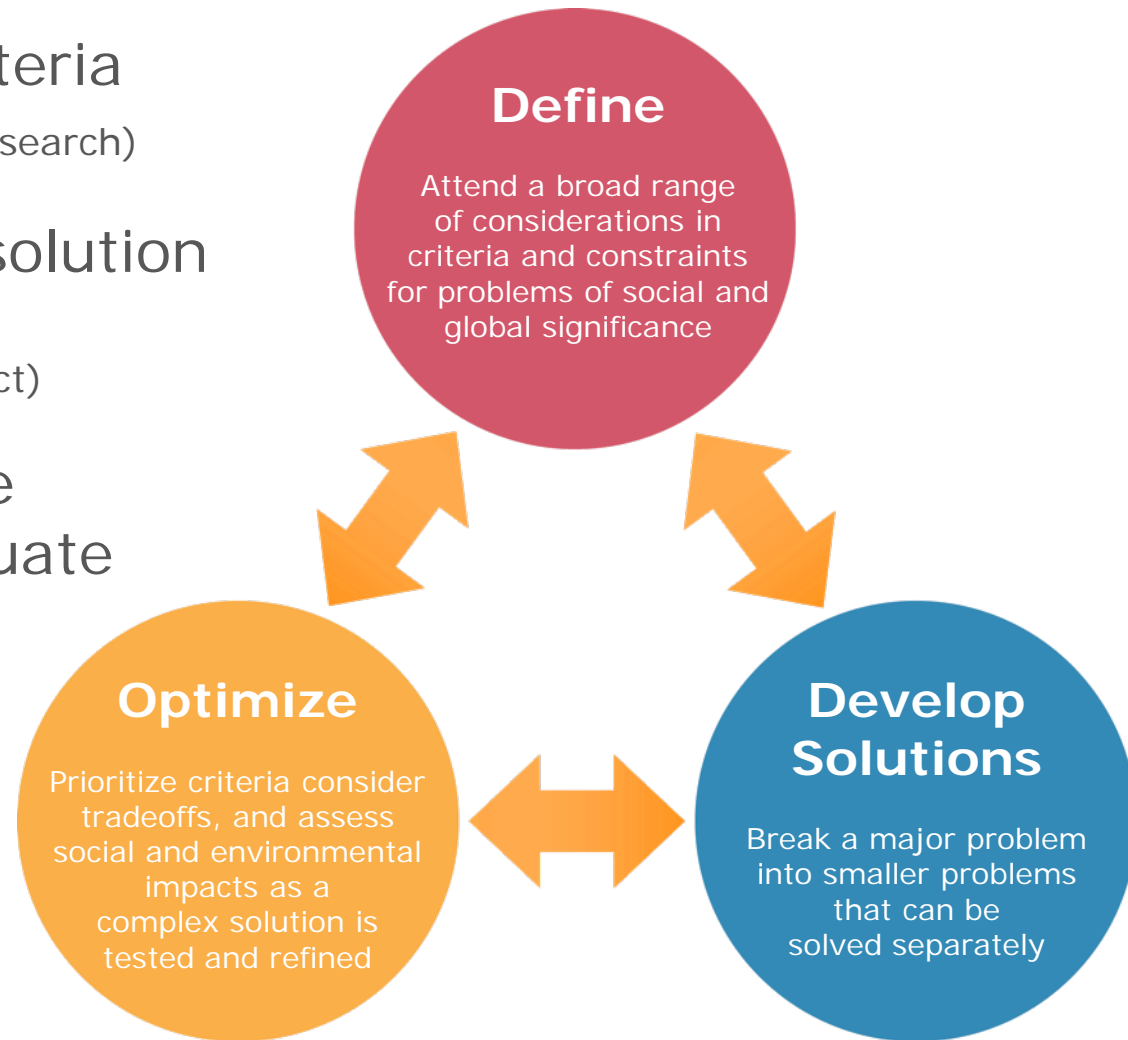 teria
search)
solution
ct)
e
uate
Define
Attend a broad range
of considerations in
criteria and constraints
for problems of social and
global significance
Optimize
Prioritize criteria consider
tradeoffs, and assess
social and environmental
impacts as a
complex solution is
tested and refined
Develop
Solutions
Break a major problem
into smaller problems
that can be
solved separately